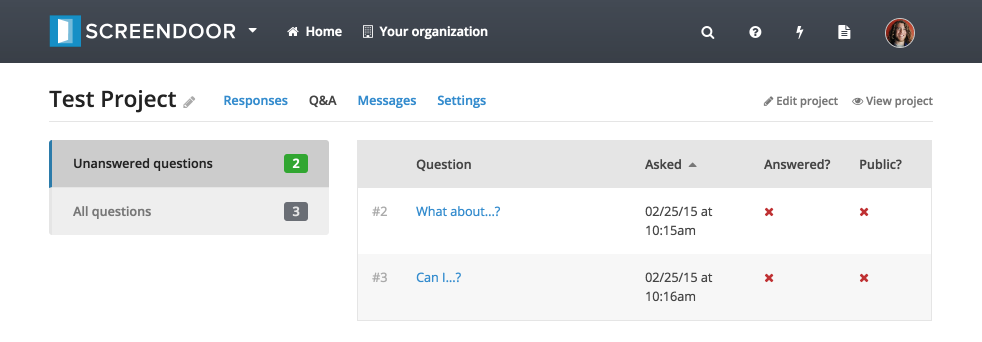 SCREENDOOR Home Your organization
Test Project Responses Q&A Messages Settings Edit project View project
Unanswered questions 2
All questions 3
Question Asked Answered? Public?
#2 What about...? 02/25/15 at
10:15am
#3 Can I...? 02/25/15 at
10:16am